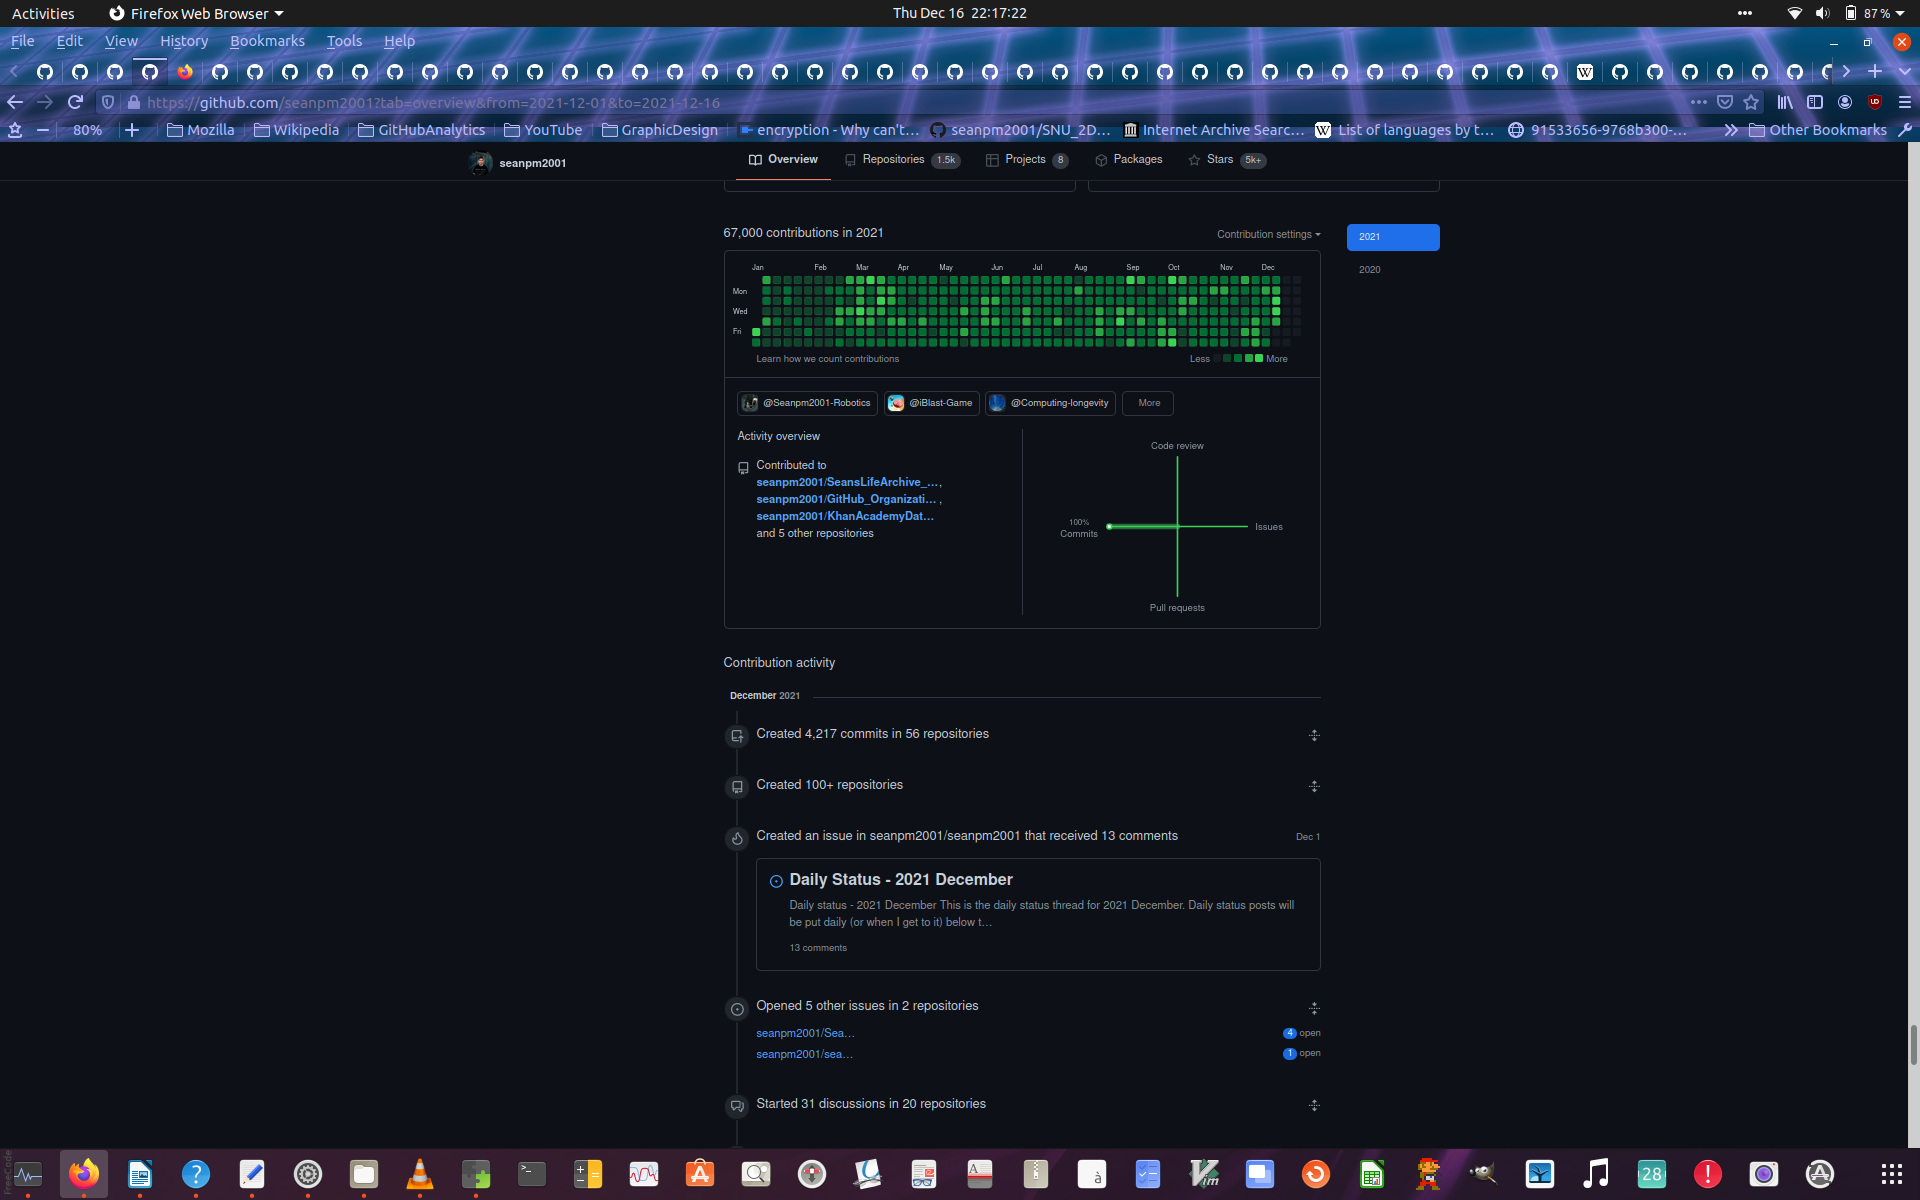 Activities Firefox Web Browser Thu Dec 16 22:17:22 87 %
File Edit View History Bookmarks Tools Help
https://github.com/seanpm2001?tab=overview&from=2021-12-01&to=2021-12-16
80% Mozilla Wikipedia GitHubAnalytics YouTube GraphicDesign encryption - Why can't… seanpm2001/SNU_2D… Internet Archive Searc… List of languages by t… 91533656-9768b300-… Other Bookmarks
seanpm2001 Overview Repositories 1.5k Projects 8 Packages Stars 5k+
67,000 contributions in 2021 Contribution settings 2021
2020
Jan Feb Mar Apr May Jun Jul Aug Sep Oct Nov Dec
Mon
Wed
Fri
Learn how we count contributions Less More
@Seanpm2001-Robotics @iBlast-Game @Computing-longevity More
Activity overview
Contributed to
seanpm2001/SeansLifeArchive_…,
seanpm2001/GitHub_Organizati… ,
seanpm2001/KhanAcademyDat…
and 5 other repositories
Code review
100%
Commits
Issues
Pull requests
Contribution activity
December 2021
Created 4,217 commits in 56 repositories
Created 100+ repositories
Created an issue in seanpm2001/seanpm2001 that received 13 comments Dec 1
Daily Status - 2021 December
Daily status - 2021 December This is the daily status thread for 2021 December. Daily status posts will
be put daily (or when I get to it) below t…
13 comments
Opened 5 other issues in 2 repositories
seanpm2001/Sea… 4 open
seanpm2001/sea… 1 open
Started 31 discussions in 20 repositories
FreeCode
28